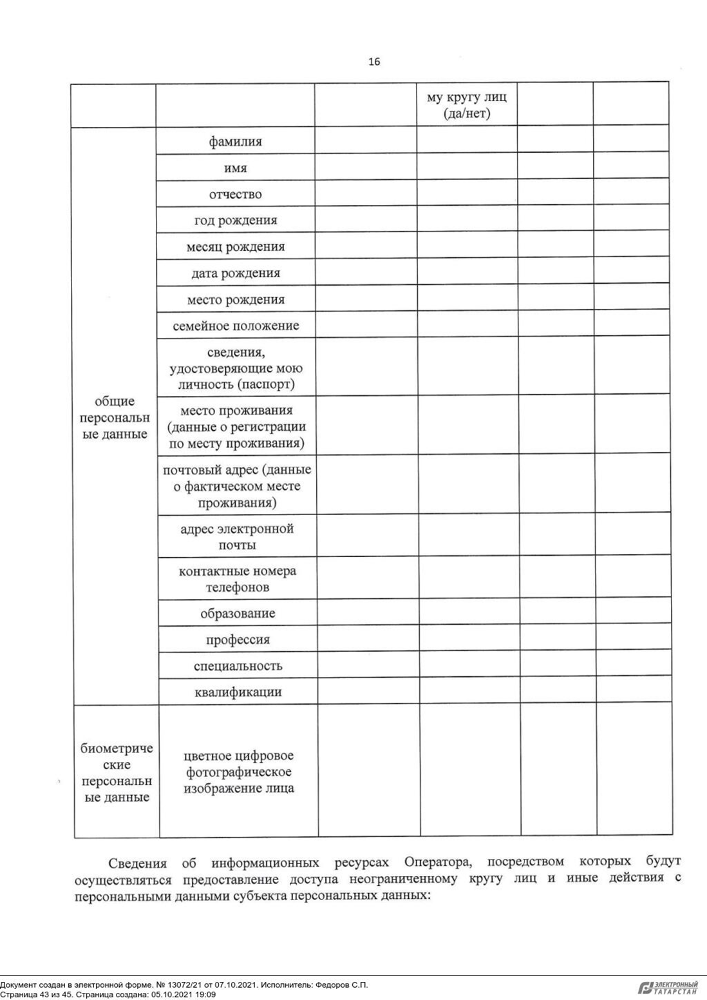 16
му кругу лиц
(да/нет)
фамилия
имя
отчество
год рождения
месяц рождения
дата рождения
место рождения
семейное положение
сведения,
удостоверяющие мою
личность (паспорт)
общие
персональн
ые данные
место проживания
(данные о регистрации
по месту проживания)
почтовый адрес (данные
о фактическом месте
проживания)
адрес электронной
почты
контактные номера
телефонов
образование
профессия
специальность
квалификации
биометриче
ские
персональн
ые данные
цветное цифровое
фотографическое
изображение лица
Сведения об информационных ресурсах Оператора, посредством которых будут
осуществляться предоставление доступа неограниченному кругу лиц и иные действия с
персональными данными субъекта персональных данных:
Документ создан в электронной форме. № 13072/21 от 07.10.2021. Исполнитель: Федоров С.П.
Страница 43 из 45. Страница создана: 05.10.2021 19:09
ЭЛЕКТРОННЫЙ
ТАТАРСТАН